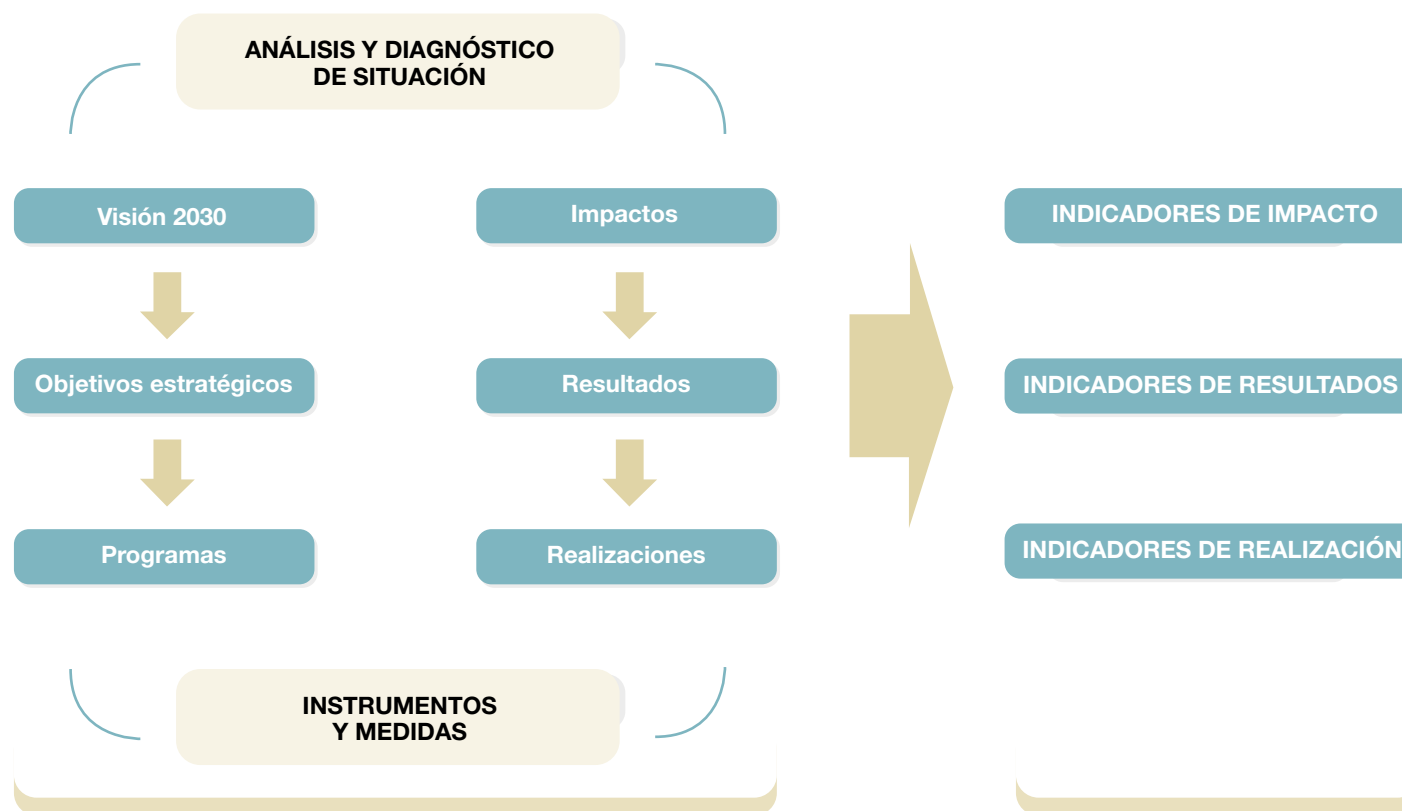 ANÁLISIS Y DIAGNÓSTICO
DE SITUACIÓN
Visión 2030
Impactos
INDICADORES DE IMPACTO
Objetivos estratégicos
Resultados
INDICADORES DE RESULTADOS
Programas
Realizaciones
INDICADORES DE REALIZACIÓN
INSTRUMENTOS
Y MEDIDAS